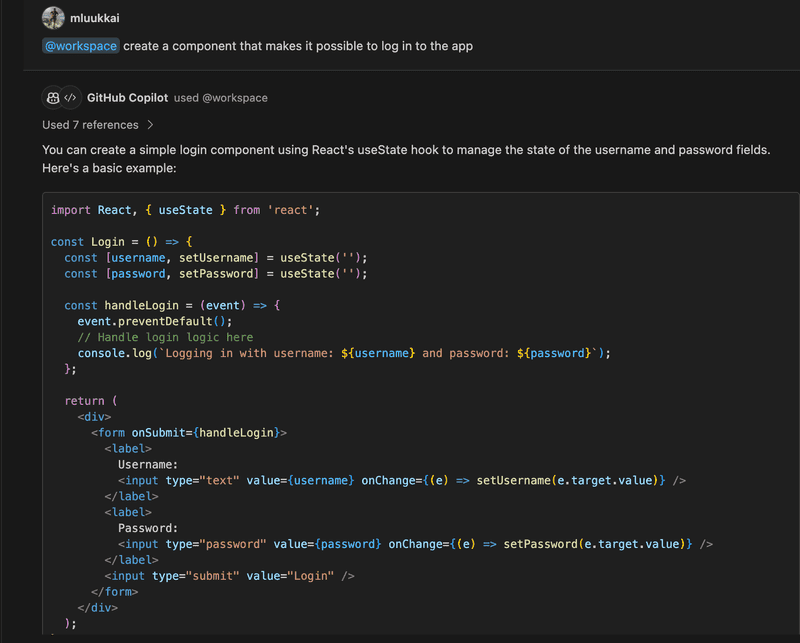 mluukkai
@workspace create a component that makes it possible to log in to the app
GitHub Copilot used @workspace
Used 7 references
You can create a simple login component using React's useState hook to manage the state of the username and password fields.
Here's a basic example:
import React, { useState } from 'react';
const Login = () => {
  const [username, setUsername] = useState('');
  const [password, setPassword] = useState('');
  const handleLogin = (event) => {
    event.preventDefault();
    // Handle login logic here
    console.log(`Logging in with username: ${username} and password: ${password}`);
  };
  return (
    <div>
      <form onSubmit={handleLogin}>
        <label>
          Username:
          <input type="text" value={username} onChange={(e) => setUsername(e.target.value)} />
        </label>
        <label>
          Password:
          <input type="password" value={password} onChange={(e) => setPassword(e.target.value)} />
        </label>
        <input type="submit" value="Login" />
      </form>
    </div>
  );